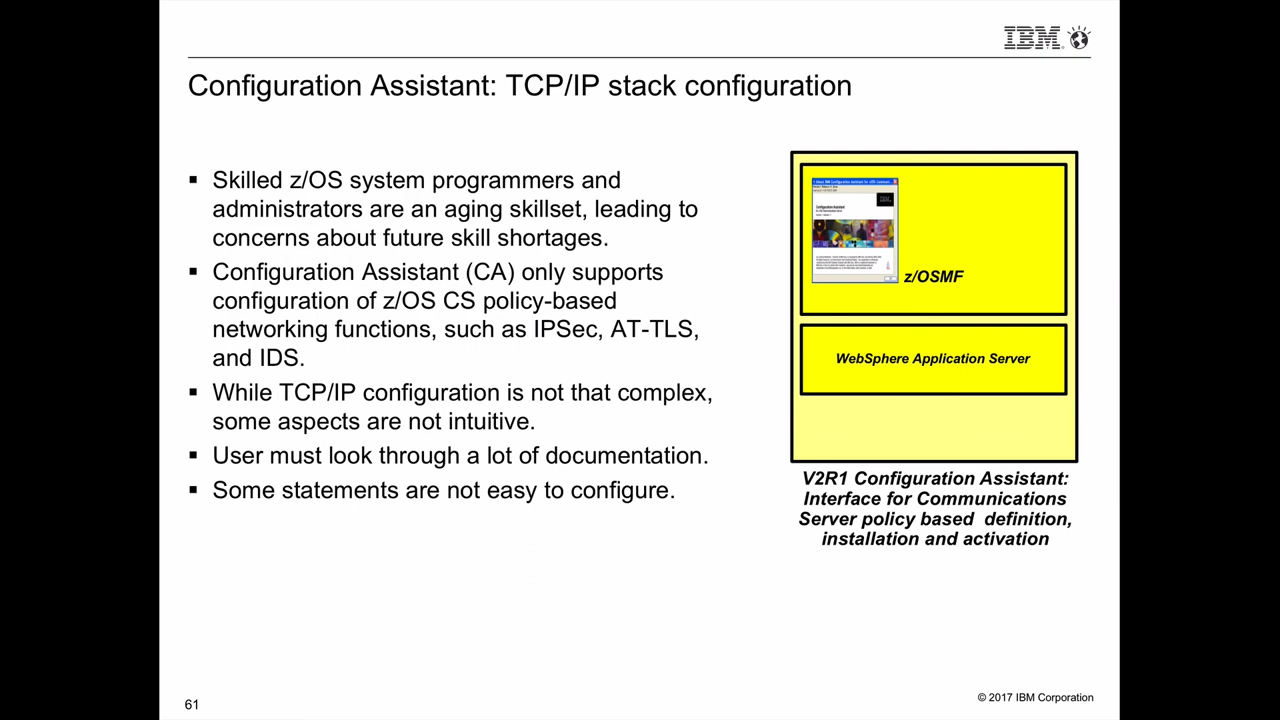 IBM
Configuration Assistant: TCP/IP stack configuration
▪ Skilled z/OS system programmers and
administrators are an aging skillset, leading to
concerns about future skill shortages.
▪ Configuration Assistant (CA) only supports
configuration of z/OS CS policy-based
networking functions, such as IPSec, AT-TLS,
and IDS.
▪ While TCP/IP configuration is not that complex,
some aspects are not intuitive.
▪ User must look through a lot of documentation.
▪ Some statements are not easy to configure.
IBM
Configuration Assistant
z/OSMF
WebSphere Application Server
V2R1 Configuration Assistant:
Interface for Communications
Server policy based definition,
installation and activation
61
© 2017 IBM Corporation